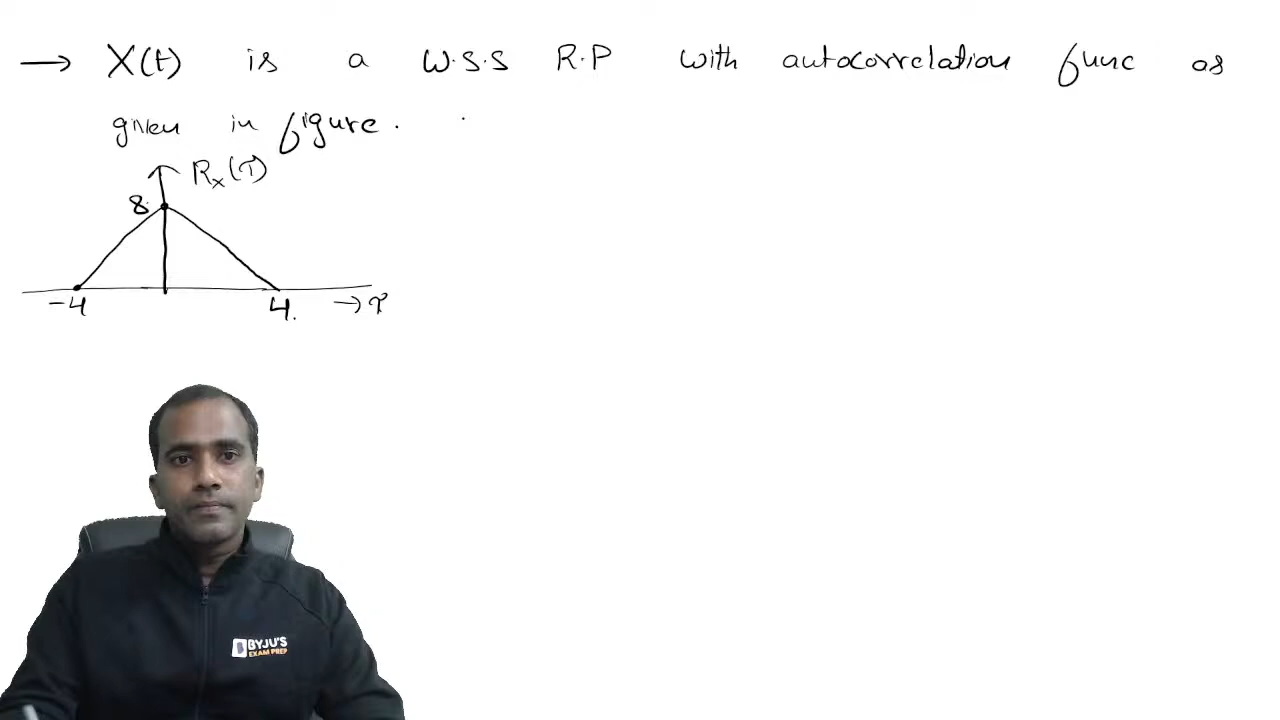 → X(t) is a W.S.S R.P with autocorrelation func as
given in figure.
Rx(τ)
8
-4 4. → τ
BYJU'S
EXAM PREP